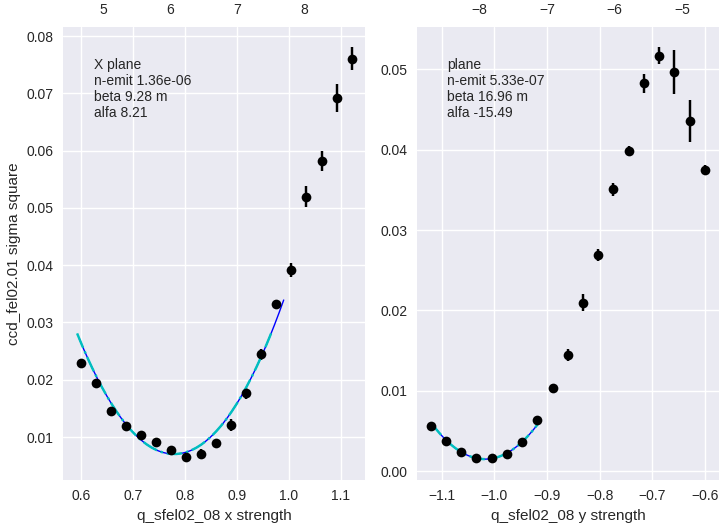 5 6 7 8
0.08
0.07
0.06
0.05
0.04
0.03
0.02
0.01
ccd_fel02.01 sigma square
X plane
n-emit 1.36e-06
beta 9.28 m
alfa 8.21
0.6 0.7 0.8 0.9 1.0 1.1
q_sfel02_08 x strength
−8 −7 −6 −5
0.05
0.04
0.03
0.02
0.01
0.00
plane
n-emit 5.33e-07
beta 16.96 m
alfa -15.49
−1.1 −1.0 −0.9 −0.8 −0.7 −0.6
q_sfel02_08 y strength